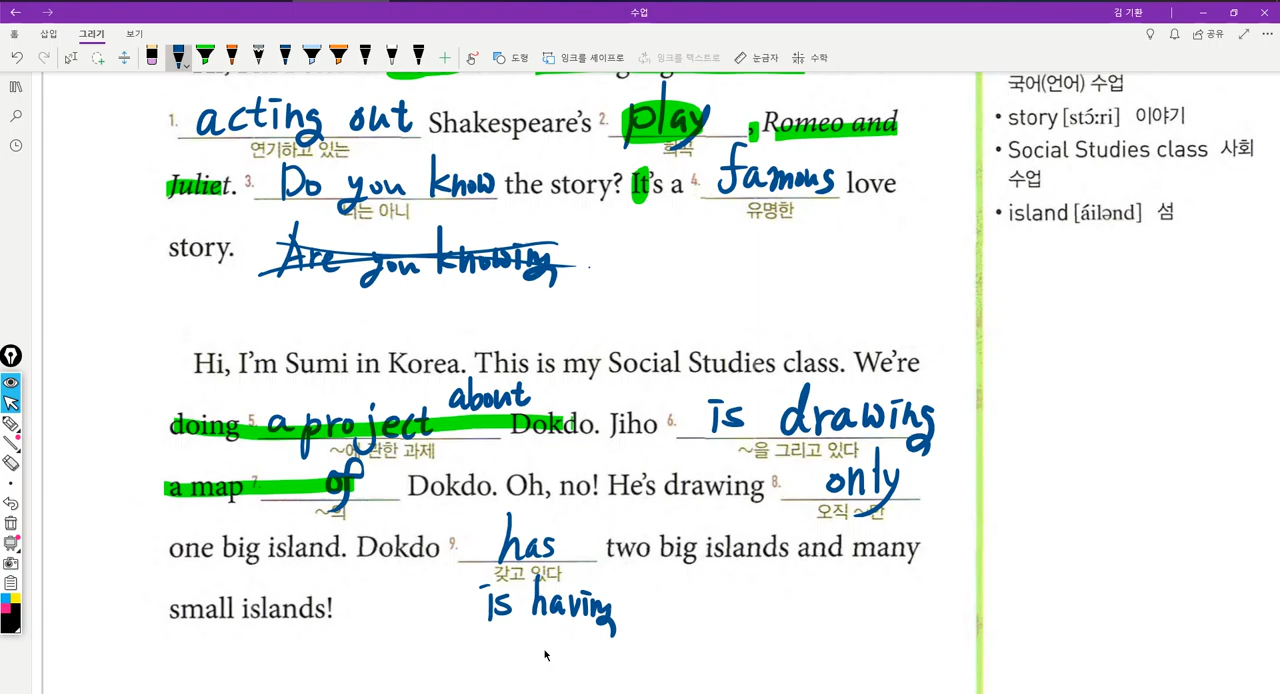 수업
김 기환
홈 삽입 그리기 보기
공유
도형 잉크를 셰이프로 잉크를 텍스트로 눈금자 수학
국어(언어) 수업
1. acting out Shakespeare's 2. play, Romeo and
연기하고 있는 희곡
• story [stɔ́:ri] 이야기
Juliet. 3. Do you know the story? It's a 4. famous love
너는 아니 유명한
• Social Studies class 사회
수업
• island [áilənd] 섬
story. Are you knowing
Hi, I'm Sumi in Korea. This is my Social Studies class. We're
doing 5. a project about Dokdo. Jiho 6. is drawing
~에 관한 과제 ~을 그리고 있다
a map 7. of Dokdo. Oh, no! He's drawing 8. only
~의 오직 ~만
one big island. Dokdo 9. has two big islands and many
갖고 있다
is having
small islands!